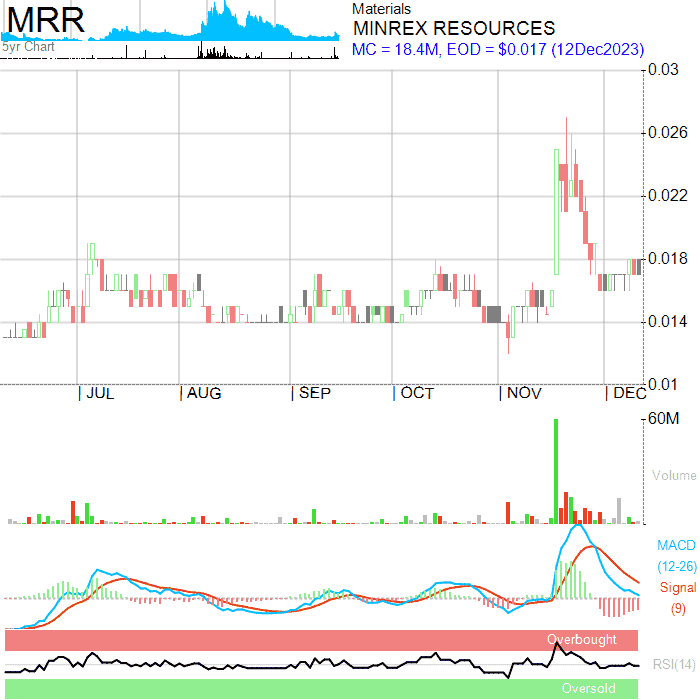 MRR
5yr Chart
Materials
MINREX RESOURCES
MC = 18.4M, EOD = $0.017 (12Dec2023)
0.03
0.026
0.022
0.018
0.014
0.01
| JUL | AUG | SEP | OCT | NOV | DEC
60M
Volume
MACD
(12-26)
Signal
(9)
Overbought
RSI(14)
Oversold